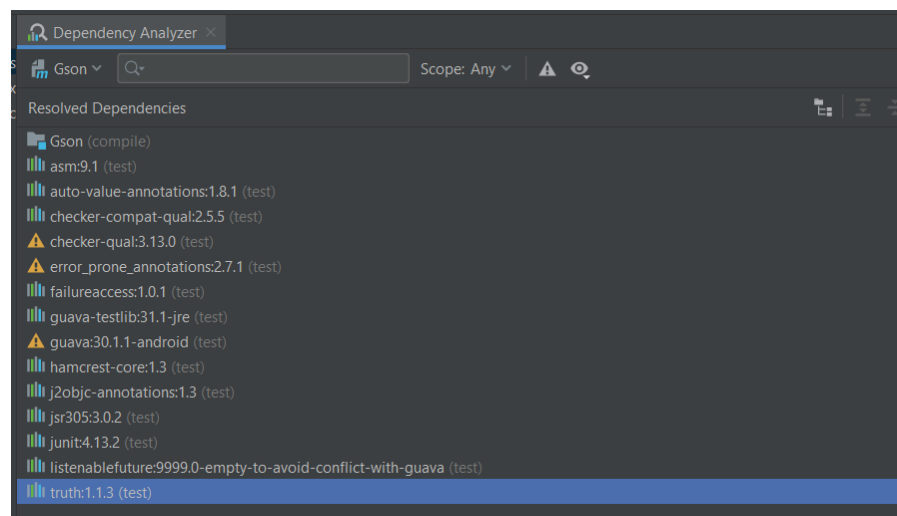 Dependency Analyzer
Gson Scope: Any
Resolved Dependencies
Gson (compile)
asm:9.1 (test)
auto-value-annotations:1.8.1 (test)
checker-compat-qual:2.5.5 (test)
checker-qual:3.13.0 (test)
error_prone_annotations:2.7.1 (test)
failureaccess:1.0.1 (test)
guava-testlib:31.1-jre (test)
guava:30.1.1-android (test)
hamcrest-core:1.3 (test)
j2objc-annotations:1.3 (test)
jsr305:3.0.2 (test)
junit:4.13.2 (test)
listenablefuture:9999.0-empty-to-avoid-conflict-with-guava (test)
truth:1.1.3 (test)